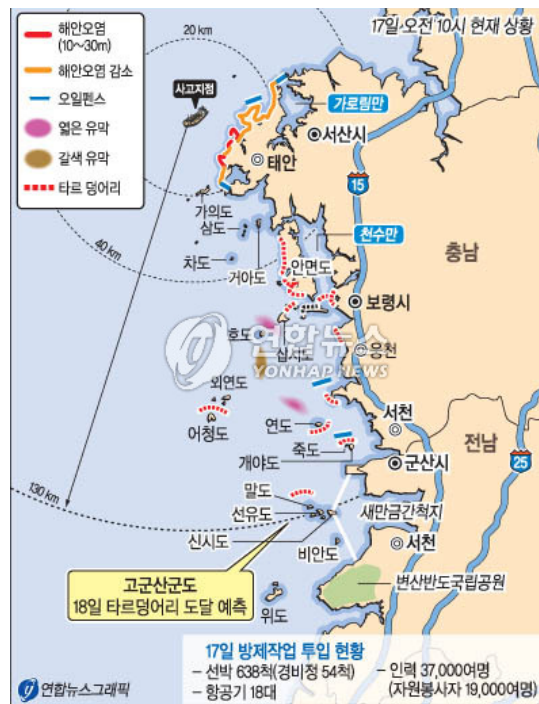 17일 오전 10시 현재 상황
해안오염
(10~30m)
해안오염 감소
오일펜스
엷은 유막
갈색 유막
타르 덩어리
20 km
사고지점
가로림만
서산시
태안
15
가의도
삼도
40 km
거아도
차도
안면도
천수만
충남
보령시
연합뉴스
YONHAP NEWS
호도
삽시도
웅천
외연도
어청도
연도
죽도
개야도
서천
전남
군산시
25
130 km
말도
선유도
신시도
새만금간척지
비안도
서천
고군산군도
18일 타르덩어리 도달 예측
변산반도국립공원
위도
17일 방제작업 투입 현황
– 선박 638척(경비정 54척)
– 항공기 18대
– 인력 37,000여명
(자원봉사자 19,000여명)
연합뉴스그래픽